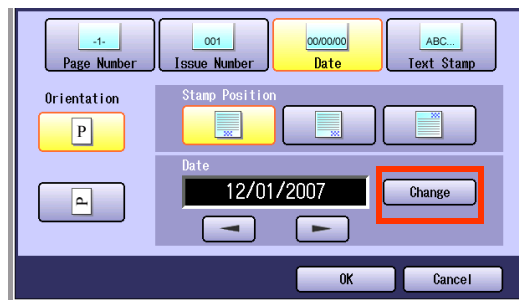 -1-
Page Number
001
Issue Number
00/00/00
Date
ABC...
Text Stamp
Orientation
P
P
Stamp Position
Date
12/01/2007
Change
OK
Cancel